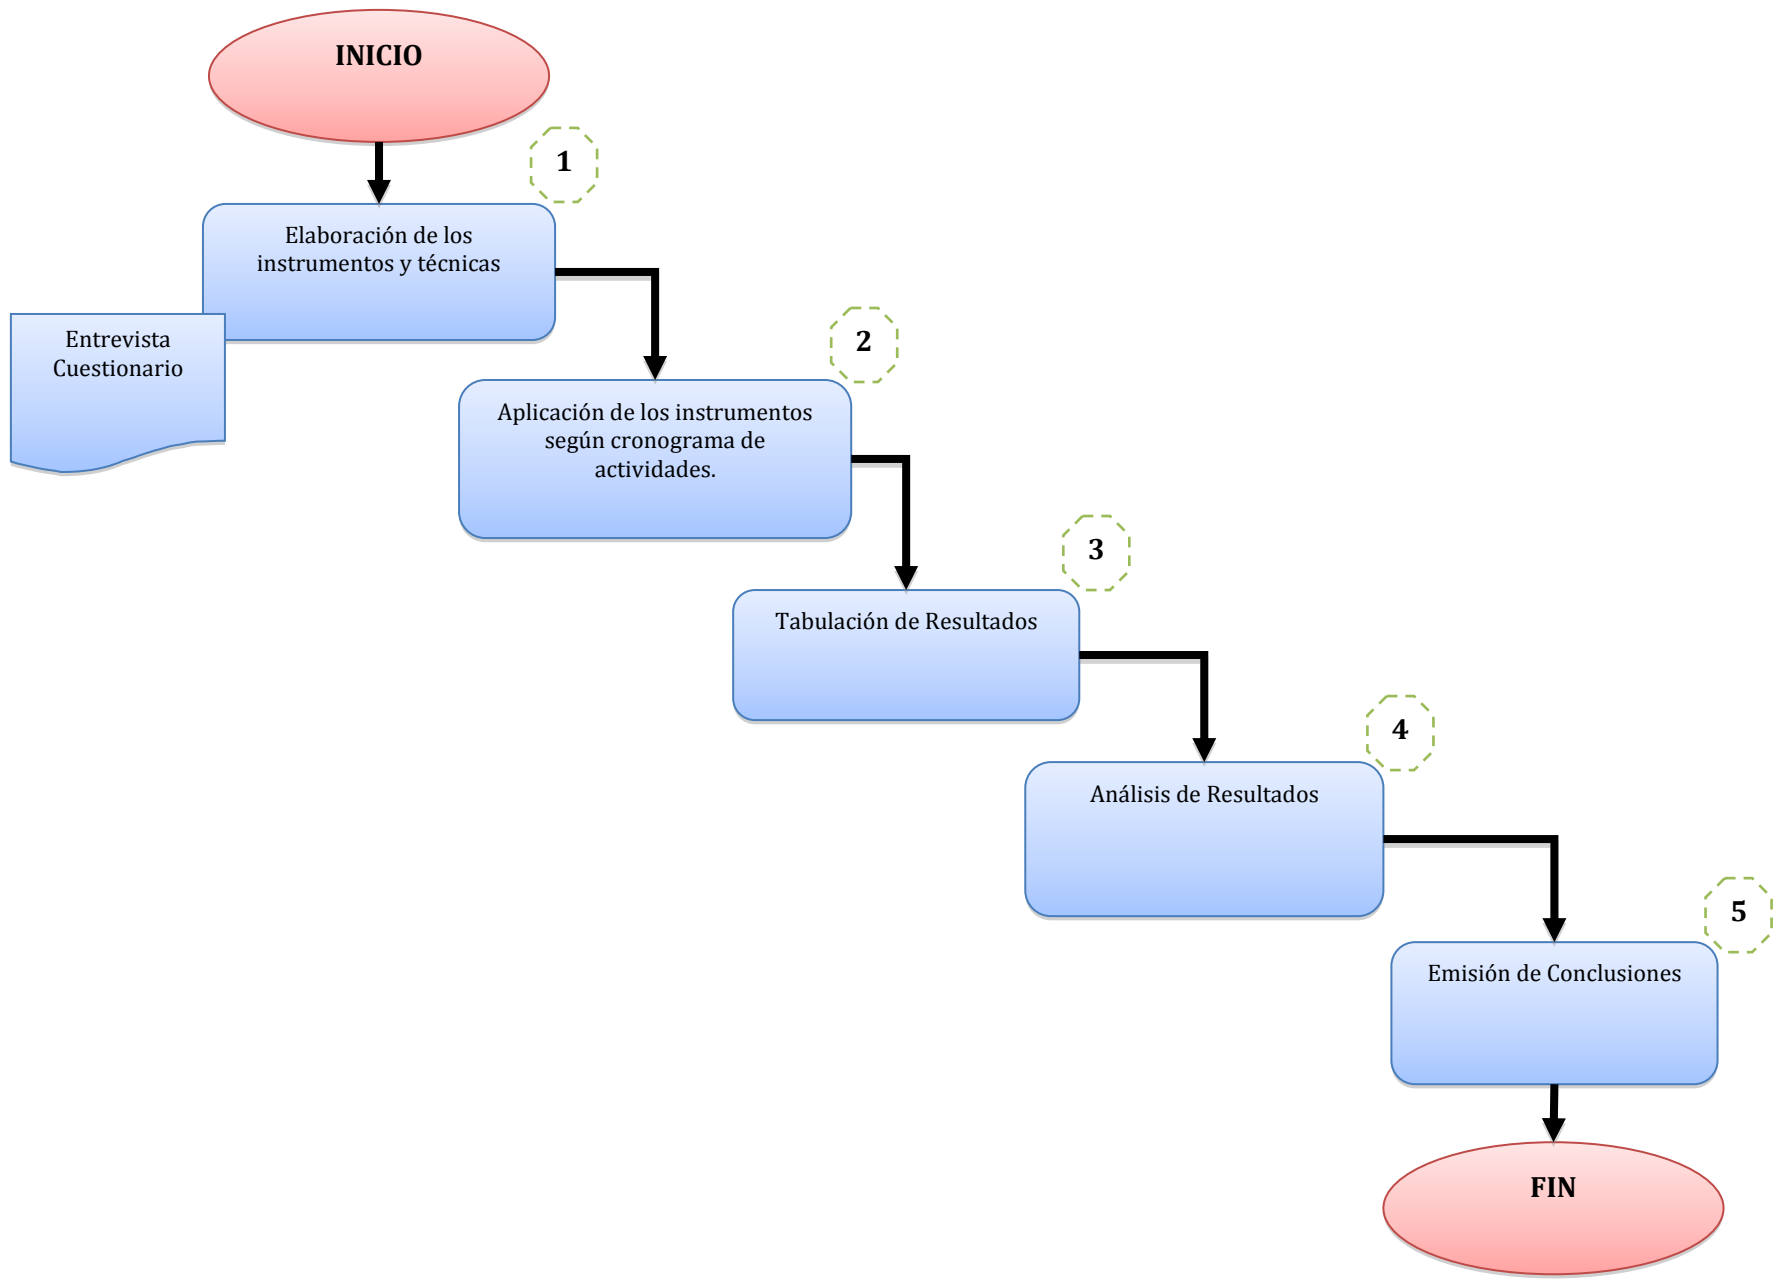 INICIO
1
Elaboración de los
instrumentos y técnicas
Entrevista
Cuestionario
2
Aplicación de los instrumentos
según cronograma de
actividades.
3
Tabulación de Resultados
4
Análisis de Resultados
5
Emisión de Conclusiones
FIN